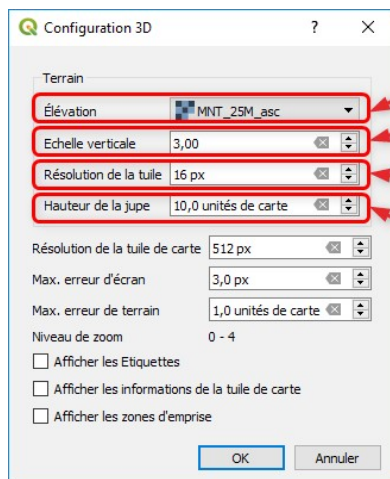 Configuration 3D ? X
Terrain
Élévation MNT_25M_asc
Echelle verticale 3,00
Résolution de la tuile 16 px
Hauteur de la jupe 10,0 unités de carte
Résolution de la tuile de carte 512 px
Max. erreur d'écran 3,0 px
Max. erreur de terrain 1,0 unités de carte
Niveau de zoom 0 - 4
Afficher les Etiquettes
Afficher les informations de la tuile de carte
Afficher les zones d'emprise
OK Annuler